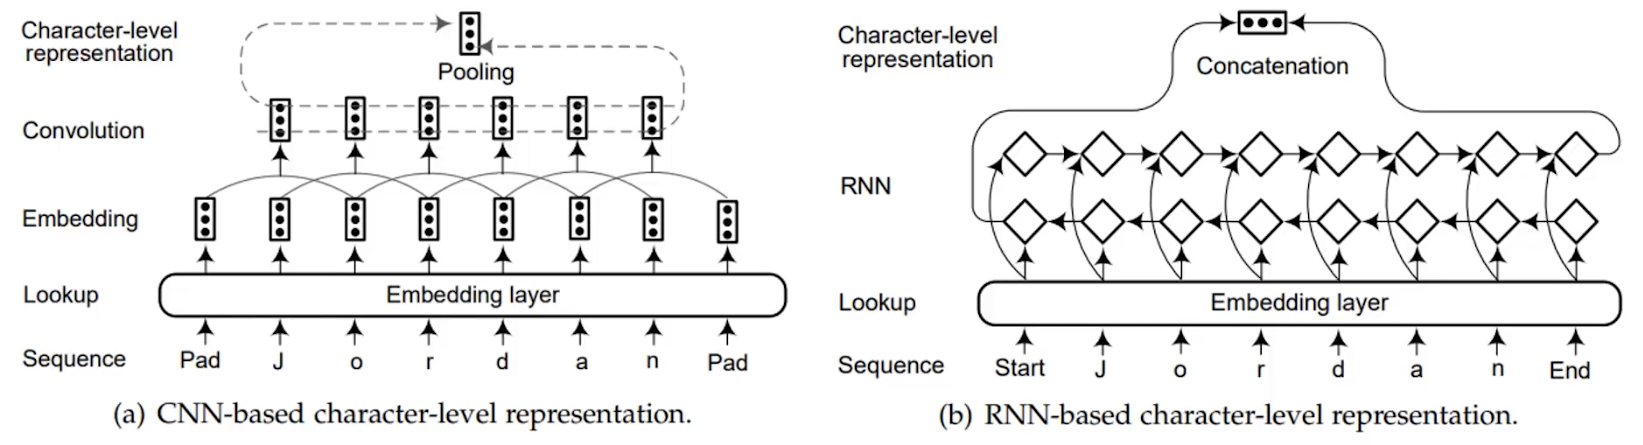 Character-level
representation
Pooling
Convolution
Embedding
Lookup
Embedding layer
Sequence
Pad J o r d a n Pad
(a) CNN-based character-level representation.
Character-level
representation
Concatenation
RNN
Lookup
Embedding layer
Sequence
Start J o r d a n End
(b) RNN-based character-level representation.